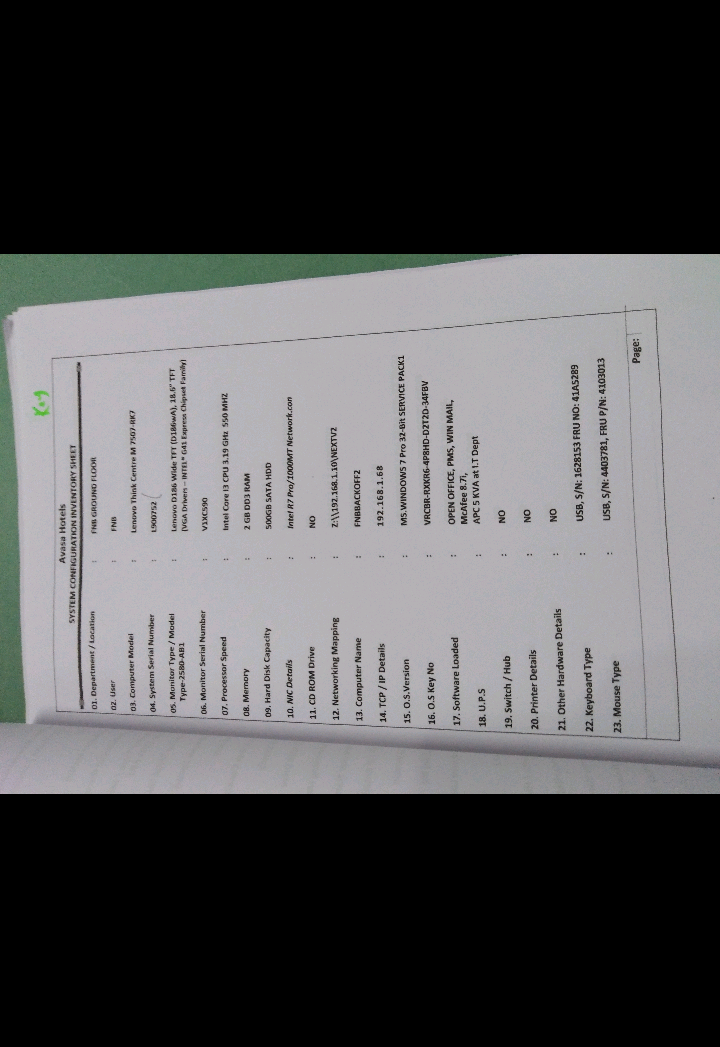 Key
Avasa Hotels
SYSTEM CONFIGURATION INVENTORY SHEET
01. Department / Location : FNB GROUND FLOOR
02. User : FNB
03. Computer Model : Lenovo Think Centre M 7507-RK7
04. System Serial Number : L900752
05. Monitor Type / Model : Lenovo D186 Wide TFT (D186wA), 18.6" TFT
Type-2580-AB1 (VGA Drivers – INTEL® G41 Express Chipset Family)
06. Monitor Serial Number : V1XC590
07. Processor Speed : Intel Core I3 CPU 3.19 GHz 550 MHZ
08. Memory : 2 GB DD3 RAM
09. Hard Disk Capacity : 500GB SATA HDD
10. NIC Details : Intel R7 Pro/1000MT Network.con
11. CD ROM Drive : NO
12. Networking Mapping : Z:\\192.168.1.10\NEXTV2
13. Computer Name : FNBBACKOFF2
14. TCP / IP Details : 192.168.1.68
15. O.S.Version : MS.WINDOWS 7 Pro 32-Bit SERVICE PACK1
16. O.S Key No : VRCBR-RXKR6-4P8HD-D2T2D-34FBV
17. Software Loaded : OPEN OFFICE, PMS, WIN MAIL,
McAfee 8.7i,
18. U.P.S : APC 5 KVA at I.T Dept
19. Switch / Hub : NO
20. Printer Details : NO
21. Other Hardware Details : NO
22. Keyboard Type : USB, S/N: 1628153 FRU NO: 41A5289
23. Mouse Type : USB, S/N: 4403781, FRU P/N: 4103013
Page: